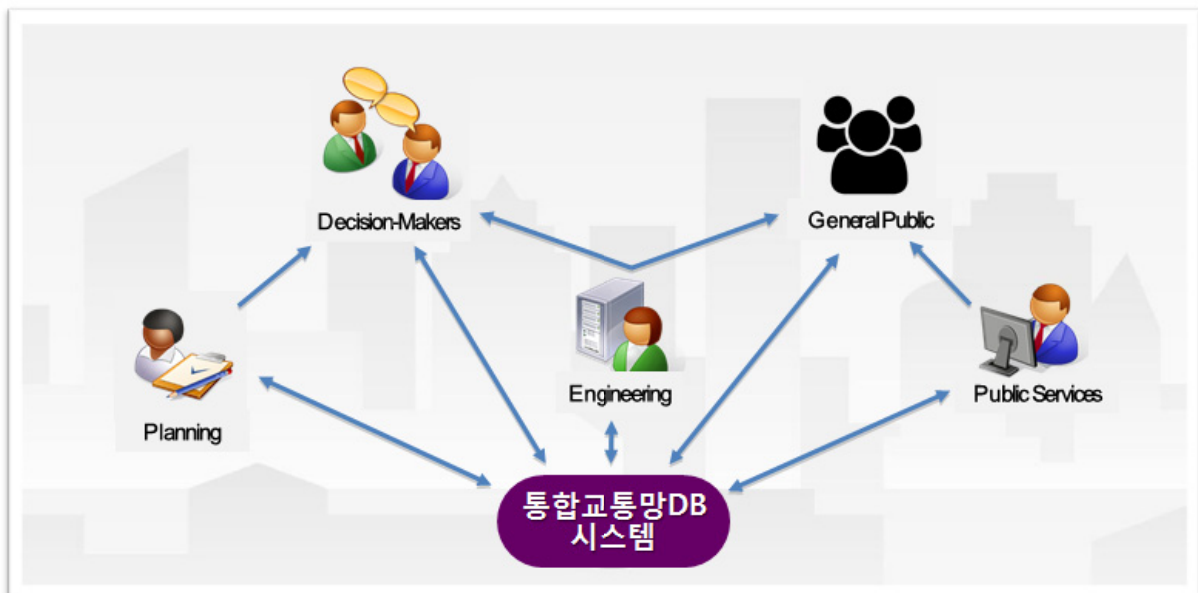 Decision-Makers
General Public
Planning
Engineering
Public Services
통합교통망DB
시스템